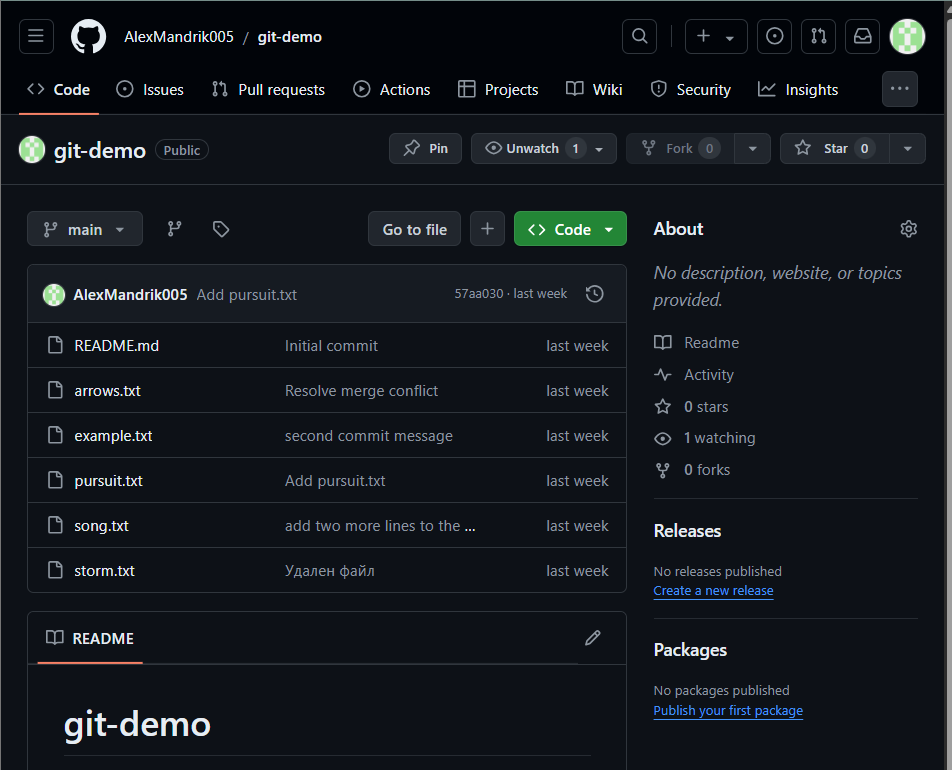 AlexMandrik005 / git-demo
Code Issues Pull requests Actions Projects Wiki Security Insights
git-demo Public Pin Unwatch 1 Fork 0 Star 0
main Go to file Code
AlexMandrik005 Add pursuit.txt 57aa030 · last week
README.md Initial commit last week
arrows.txt Resolve merge conflict last week
example.txt second commit message last week
pursuit.txt Add pursuit.txt last week
song.txt add two more lines to the ... last week
storm.txt Удален файл last week
README
git-demo
About
No description, website, or topics
provided.
Readme
Activity
0 stars
1 watching
0 forks
Releases
No releases published
Create a new release
Packages
No packages published
Publish your first package